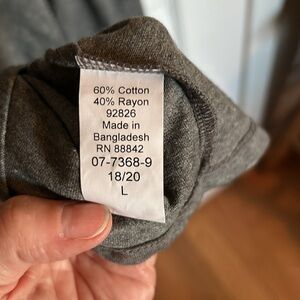 60% Cotton
40% Rayon
92826
Made in
Bangladesh
RN 88842
07-7368-9
18/20
L